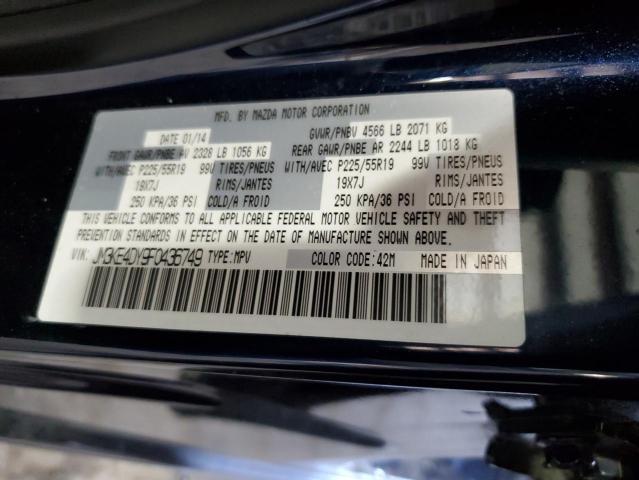 MFD. BY MAZDA MOTOR CORPORATION
DATE 01/14 GVWR/PNBV 4566 LB 2071 KG
FRONT GAWR/PNBE AV 2328 LB 1056 KG REAR GAWR/PNBE AR 2244 LB 1018 KG
WITH/AVEC P225/55R19 99V TIRES/PNEUS WITH/AVEC P225/55R19 99V TIRES/PNEUS
19X7J RIMS/JANTES 19X7J RIMS/JANTES
250 KPA/36 PSI COLD/A FROID 250 KPA/36 PSI COLD/A FROID
THIS VEHICLE CONFORMS TO ALL APPLICABLE FEDERAL MOTOR VEHICLE SAFETY AND THEFT
PREVENTION STANDARDS IN EFFECT ON THE DATE OF MANUFACTURE SHOWN ABOVE.
VIN: JM3KE4DY9F0436749 TYPE:MPV COLOR CODE:42M MADE IN JAPAN